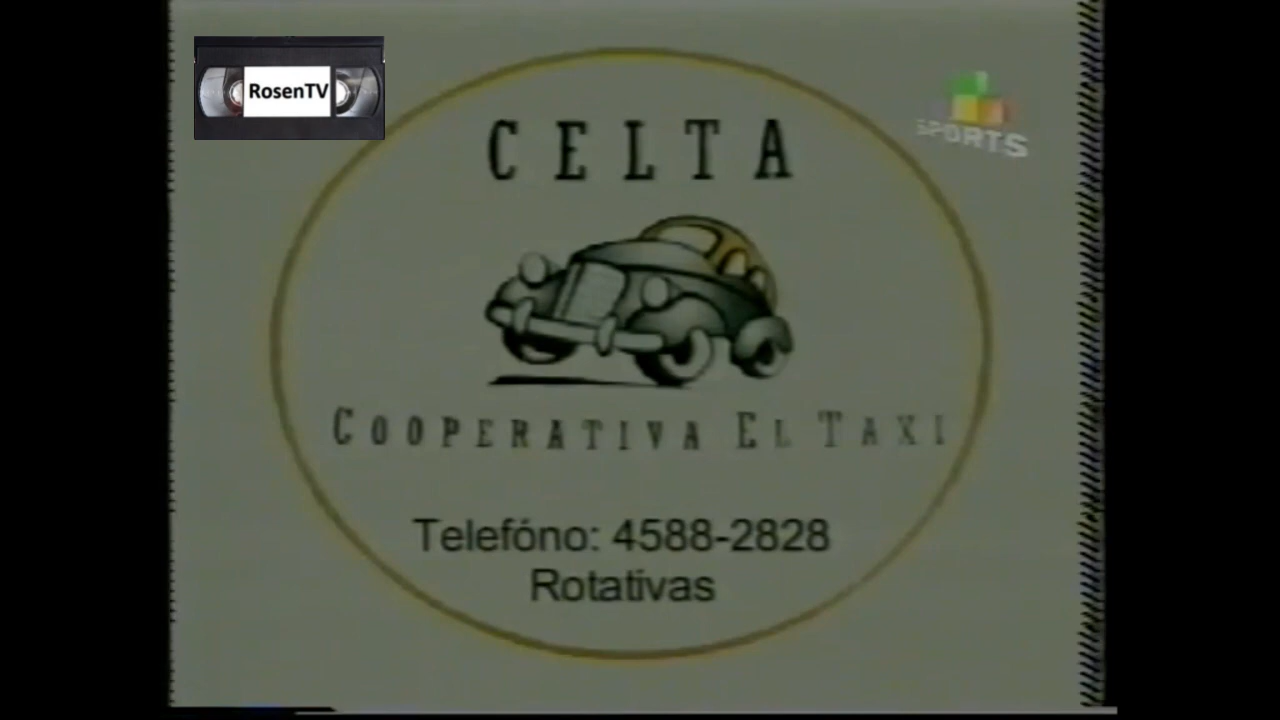 RosenTV
SPORTS
CELTA
COOPERATIVA EL TAXI
Telefóno: 4588-2828
Rotativas